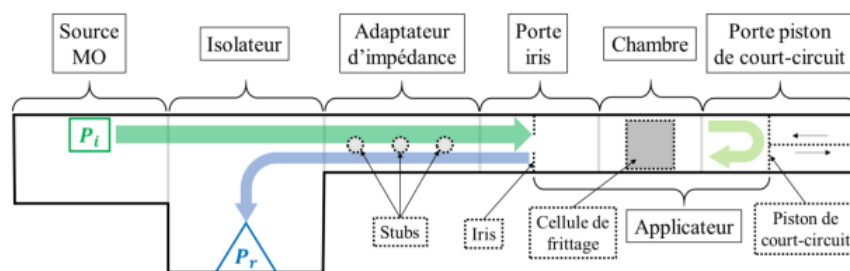 Source
MO
Isolateur
Adaptateur
d'impédance
Porte
iris
Chambre
Porte piston
de court-circuit
P_i
Stubs
Iris
Cellule de
frittage
Applicateur
Piston de
court-circuit
P_r